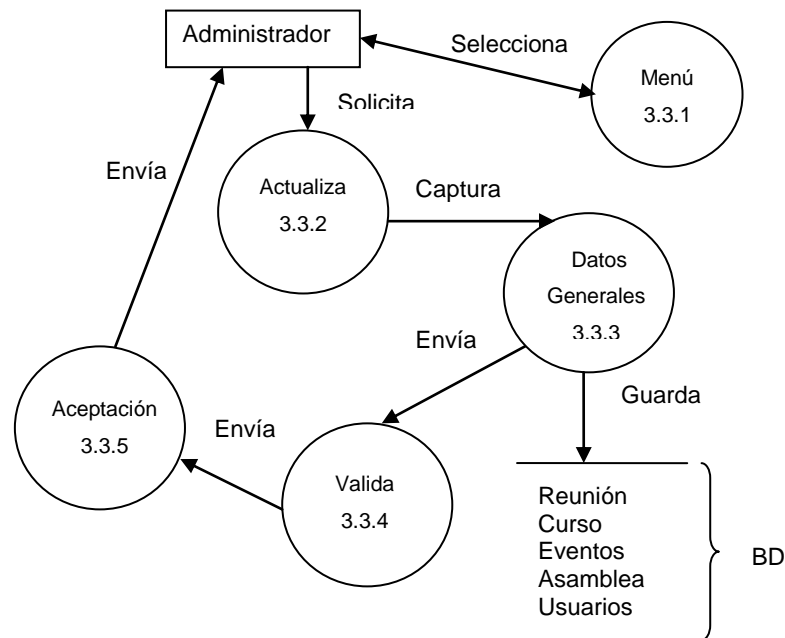 Administrador
Selecciona
Menú
3.3.1
Solicita
Envía
Actualiza
3.3.2
Captura
Datos
Generales
3.3.3
Envía
Guarda
Aceptación
3.3.5
Envía
Valida
3.3.4
Reunión
Curso
Eventos
Asamblea
Usuarios
BD